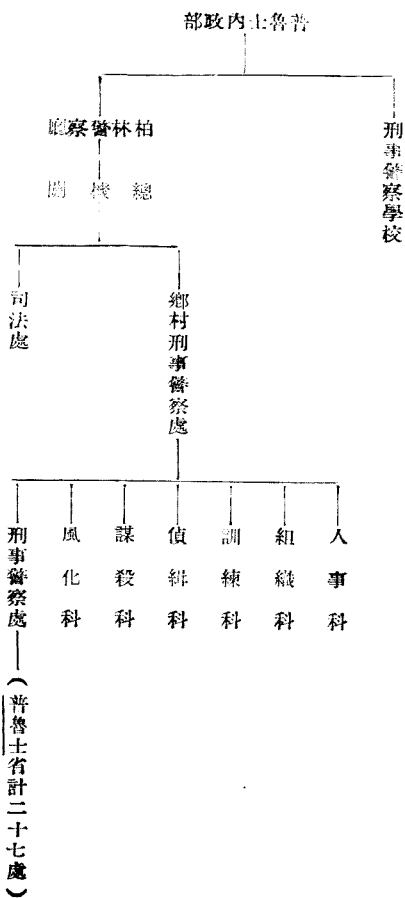 普魯士內政部
刑事警察學校
柏林警察廳
總機關
鄉村刑事警察處
司法處
人事科
組織科
訓練科
偵緝科
謀殺科
風化科
刑事警察處
(普魯士省計二十七處)